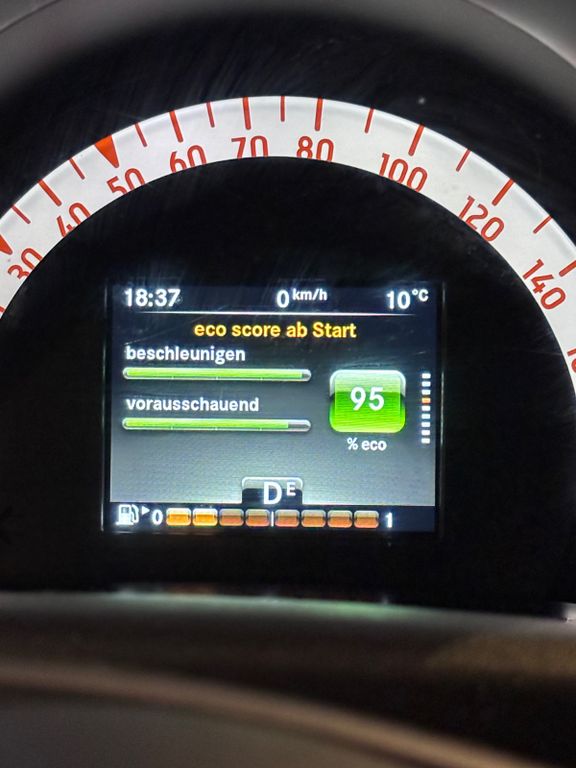 30 40 50 60 70 80 100 120 140
18:37 0 km/h 10 °C
eco score ab Start
beschleunigen
vorausschauend
95
% eco
D E
0 1